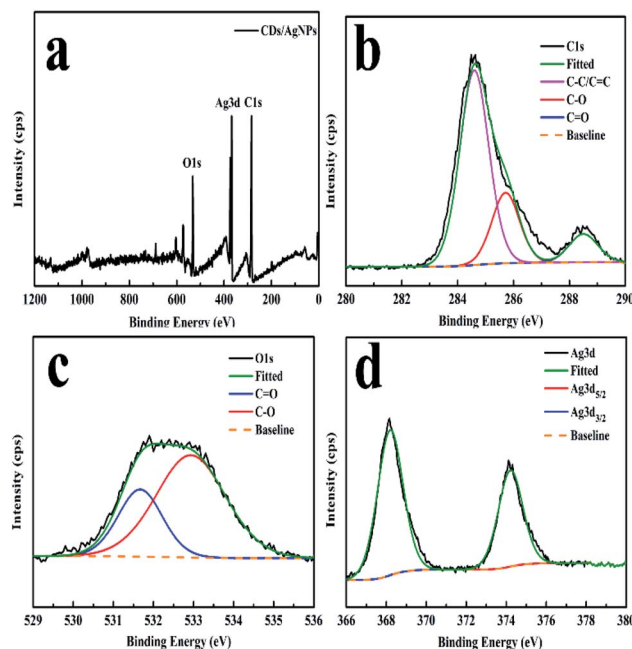 a
CDs/AgNPs
Ag3d C1s
O1s
Intensity (cps)
1200 1000 800 600 400 200 0
Binding Energy (eV)
b
C1s
Fitted
C-C/C=C
C-O
C=O
Baseline
Intensity (cps)
280 282 284 286 288 290
Binding Energy (eV)
c
O1s
Fitted
C=O
C-O
Baseline
Intensity (cps)
529 530 531 532 533 534 535 536
Binding Energy (eV)
d
Ag3d
Fitted
Ag3d5/2
Ag3d3/2
Baseline
Intensity (cps)
366 368 370 372 374 376 378 380
Binding Energy (eV)